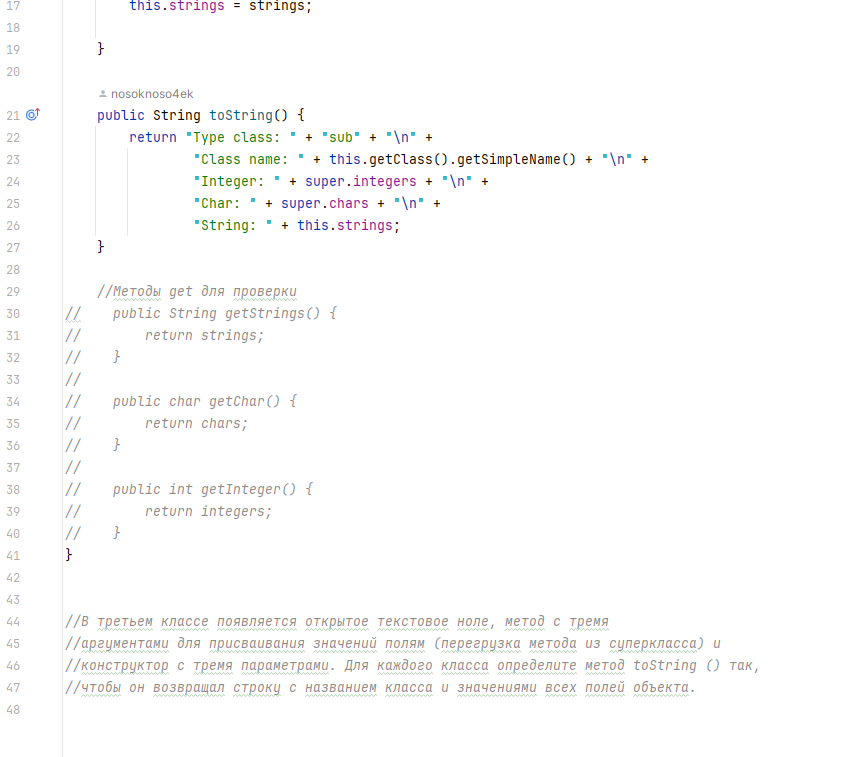 17 this.strings = strings;
18
19 }
20
nosoknoso4ek
21 public String toString() {
22 return "Type class: " + "sub" + "\n" +
23 "Class name: " + this.getClass().getSimpleName() + "\n" +
24 "Integer: " + super.integers + "\n" +
25 "Char: " + super.chars + "\n" +
26 "String: " + this.strings;
27 }
28
29 //Методы get для проверки
30 // public String getStrings() {
31 // return strings;
32 // }
33 //
34 // public char getChar() {
35 // return chars;
36 // }
37 //
38 // public int getInteger() {
39 // return integers;
40 // }
41 }
42
43
44 //В третьем классе появляется открытое текстовое ноле, метод с тремя
45 //аргументами для присваивания значений полям (перегрузка метода из суперкласса) и
46 //конструктор с тремя параметрами. Для каждого класса определите метод toString () так,
47 //чтобы он возвращал строку с названием класса и значениями всех полей объекта.
48